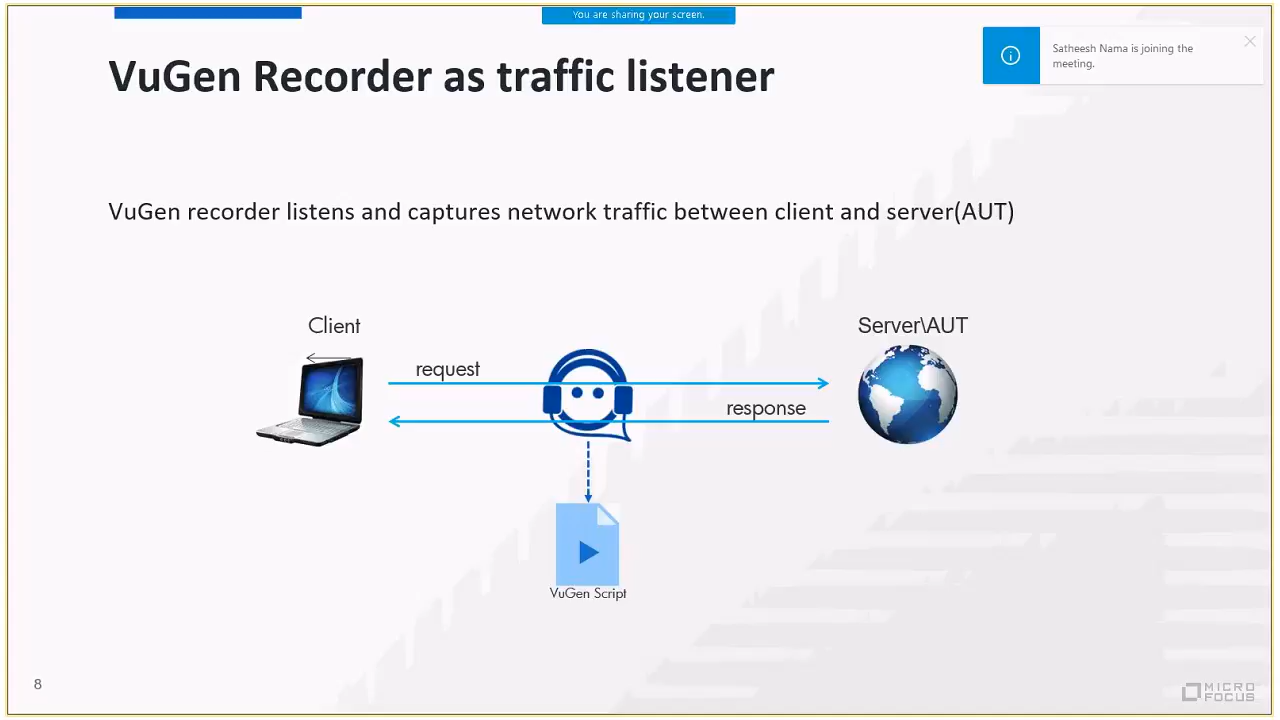 You are sharing your screen.
Satheesh Nama is joining the
meeting.
VuGen Recorder as traffic listener
VuGen recorder listens and captures network traffic between client and server(AUT)
Client
Server\AUT
request
response
VuGen Script
8
MICRO
FOCUS